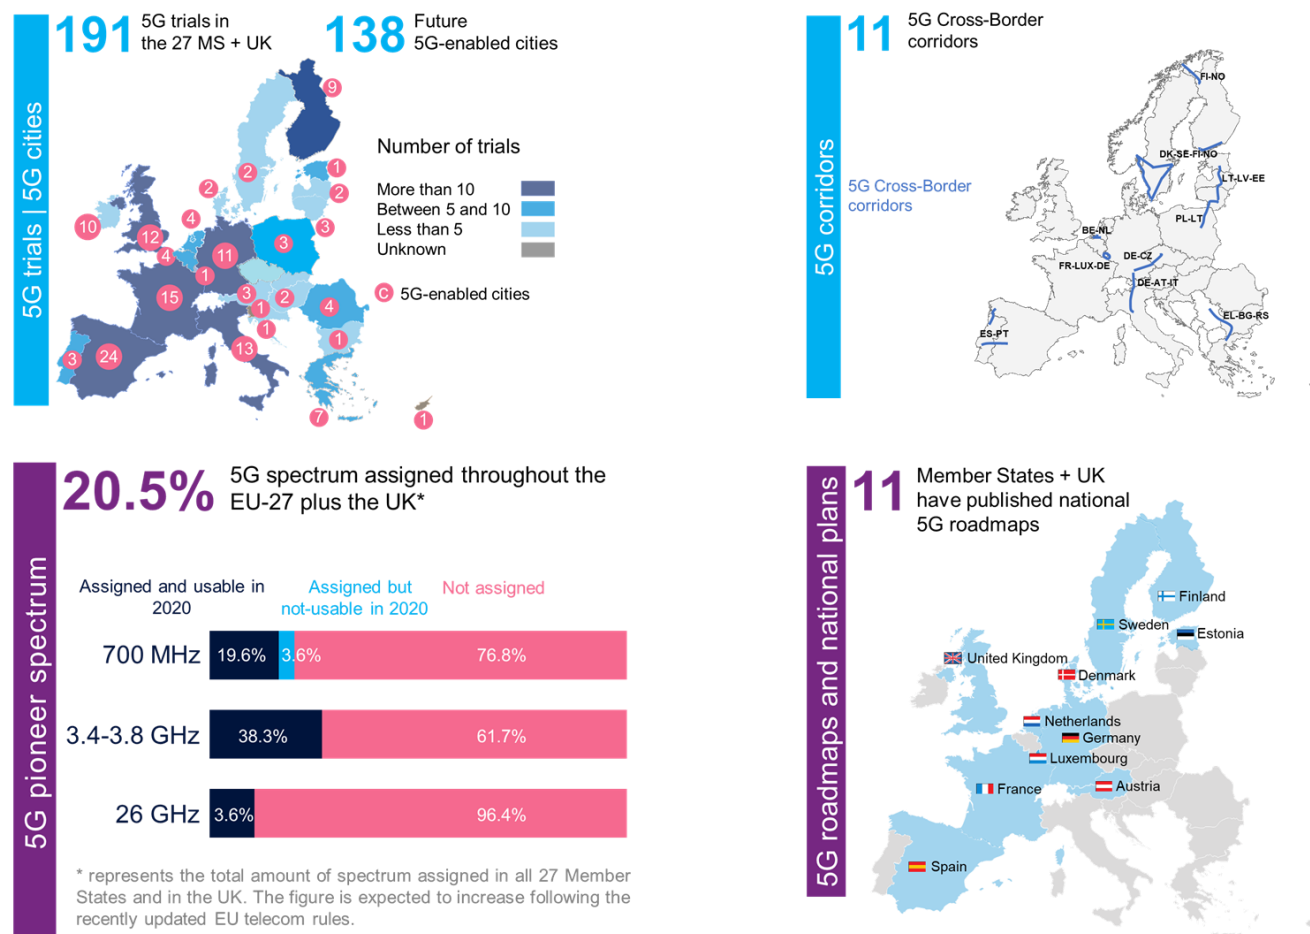 5G trials | 5G cities
191
5G trials in
the 27 MS + UK
138
Future
5G-enabled cities
9
2
1
2
2
4
3
10
12
4
11
3
1
15
3
2
1
4
1
1
13
3
24
7
1
Number of trials
More than 10
Between 5 and 10
Less than 5
Unknown
C 5G-enabled cities
5G corridors
11
5G Cross-Border
corridors
5G Cross-Border
corridors
FI-NO
DK-SE-FI-NO
LT-LV-EE
PL-LT
BE-NL
DE-CZ
FR-LUX-DE
DE-AT-IT
EL-BG-RS
ES-PT
5G pioneer spectrum
20.5%
5G spectrum assigned throughout the
EU-27 plus the UK*
Assigned and usable in
2020
Assigned but
not-usable in 2020
Not assigned
700 MHz
19.6%
3.6%
76.8%
3.4-3.8 GHz
38.3%
61.7%
26 GHz
3.6%
96.4%
* represents the total amount of spectrum assigned in all 27 Member
States and in the UK. The figure is expected to increase following the
recently updated EU telecom rules.
5G roadmaps and national plans
11
Member States + UK
have published national
5G roadmaps
Finland
Sweden
Estonia
United Kingdom
Denmark
Netherlands
Germany
Luxembourg
France
Austria
Spain